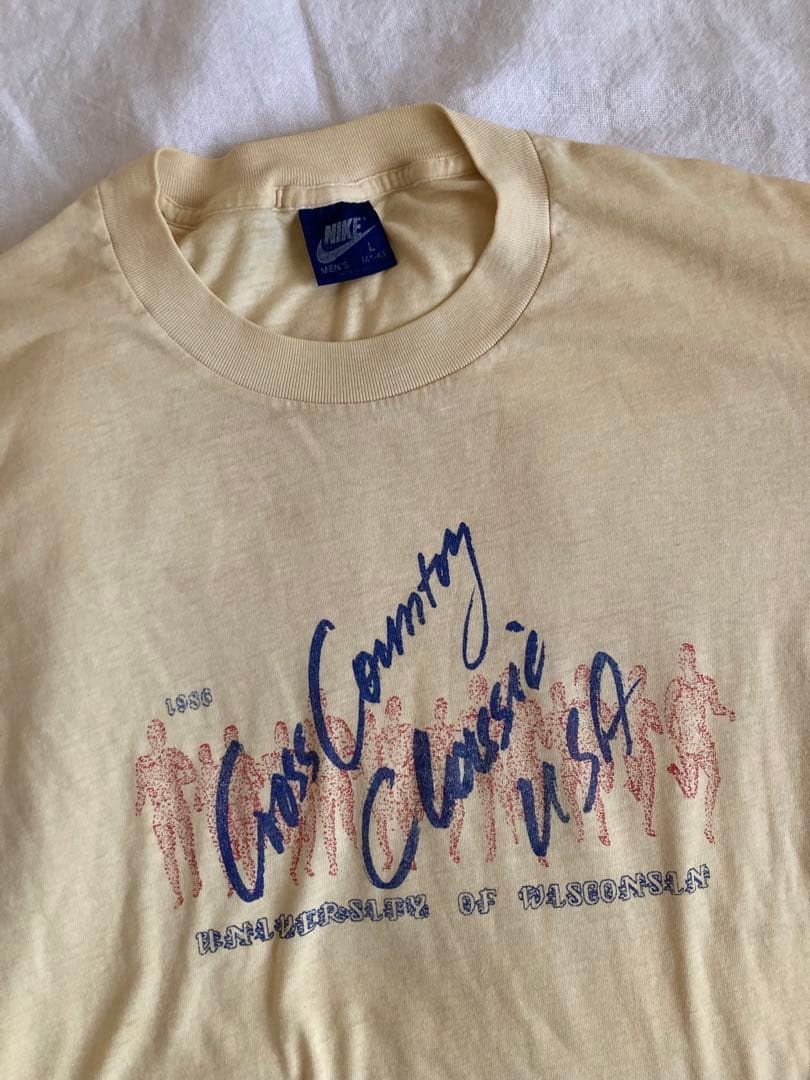 NIKE
L
MEN'S
1986
Cross Country
Classic
USA
UNIVERSITY OF WISCONSIN